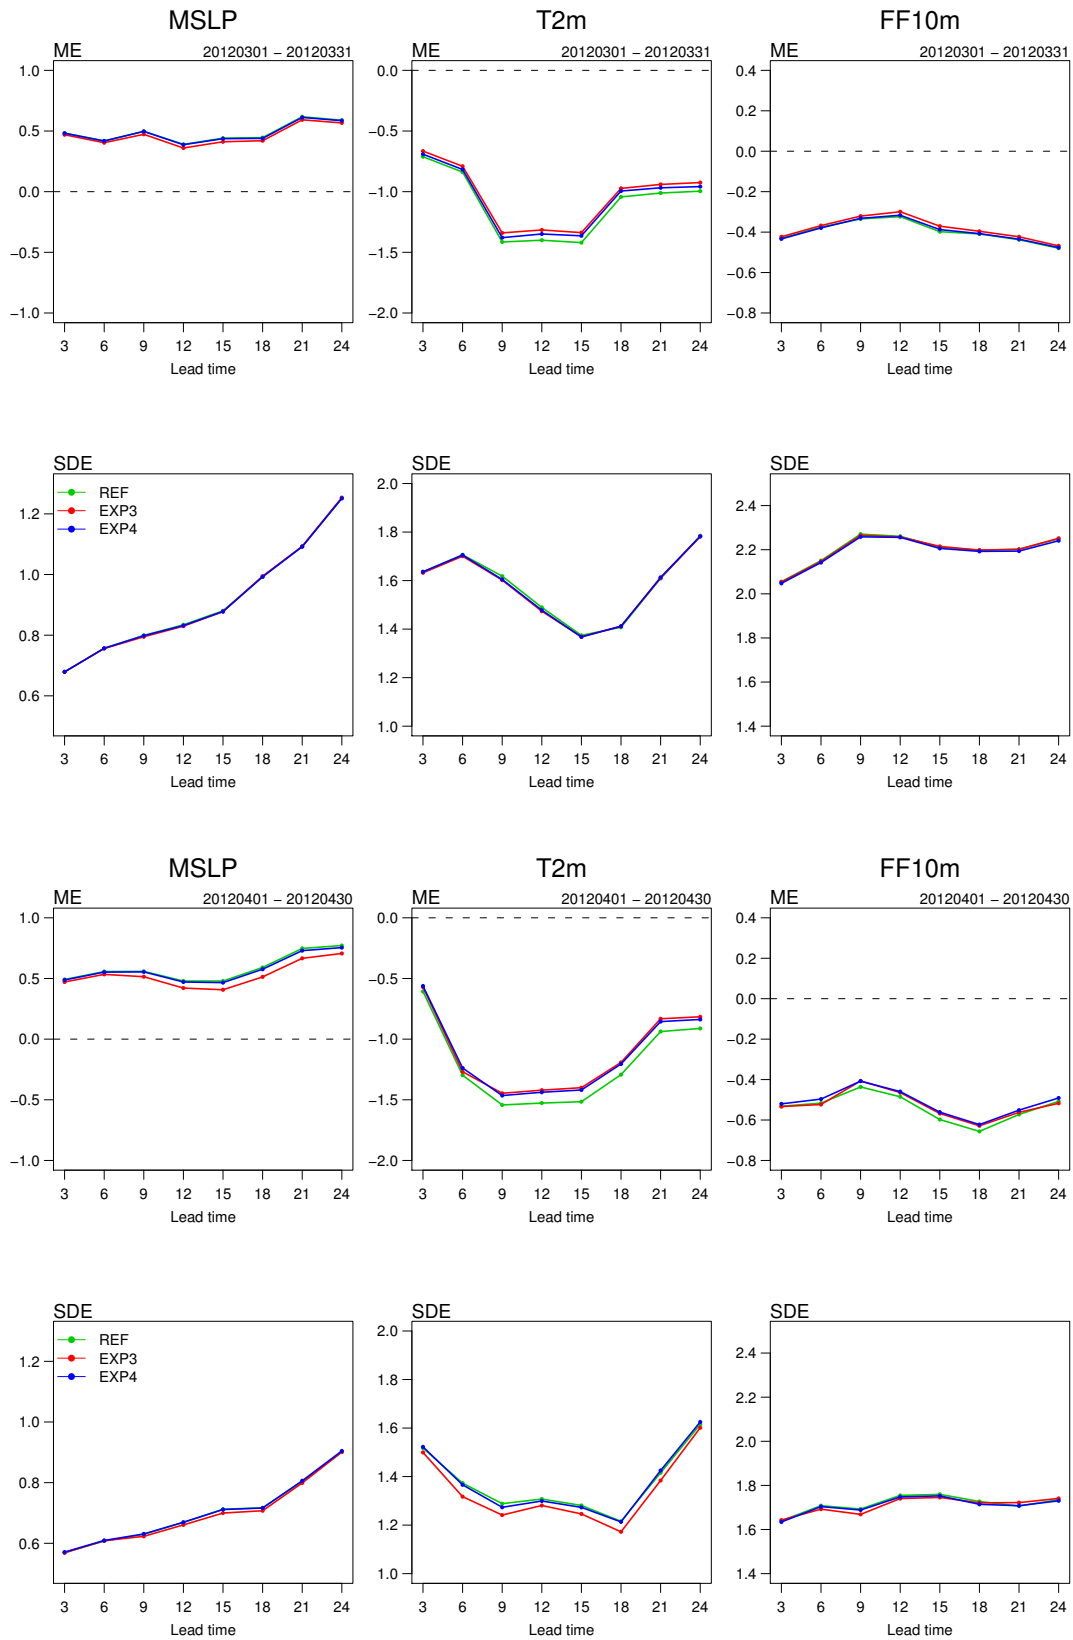 MSLP T2m FF10m
ME 20120301 − 20120331 ME 20120301 − 20120331 ME 20120301 − 20120331
1.0
0.5
0.0
−0.5
−1.0
3 6 9 12 15 18 21 24
Lead time
0.0
−0.5
−1.0
−1.5
−2.0
3 6 9 12 15 18 21 24
Lead time
0.4
0.2
0.0
−0.2
−0.4
−0.6
−0.8
3 6 9 12 15 18 21 24
Lead time
SDE
REF
EXP3
EXP4
1.2
1.0
0.8
0.6
3 6 9 12 15 18 21 24
Lead time
SDE
2.0
1.8
1.6
1.4
1.2
1.0
3 6 9 12 15 18 21 24
Lead time
SDE
2.4
2.2
2.0
1.8
1.6
1.4
3 6 9 12 15 18 21 24
Lead time
MSLP T2m FF10m
ME 20120401 − 20120430 ME 20120401 − 20120430 ME 20120401 − 20120430
1.0
0.5
0.0
−0.5
−1.0
3 6 9 12 15 18 21 24
Lead time
0.0
−0.5
−1.0
−1.5
−2.0
3 6 9 12 15 18 21 24
Lead time
0.4
0.2
0.0
−0.2
−0.4
−0.6
−0.8
3 6 9 12 15 18 21 24
Lead time
SDE
REF
EXP3
EXP4
1.2
1.0
0.8
0.6
3 6 9 12 15 18 21 24
Lead time
SDE
2.0
1.8
1.6
1.4
1.2
1.0
3 6 9 12 15 18 21 24
Lead time
SDE
2.4
2.2
2.0
1.8
1.6
1.4
3 6 9 12 15 18 21 24
Lead time